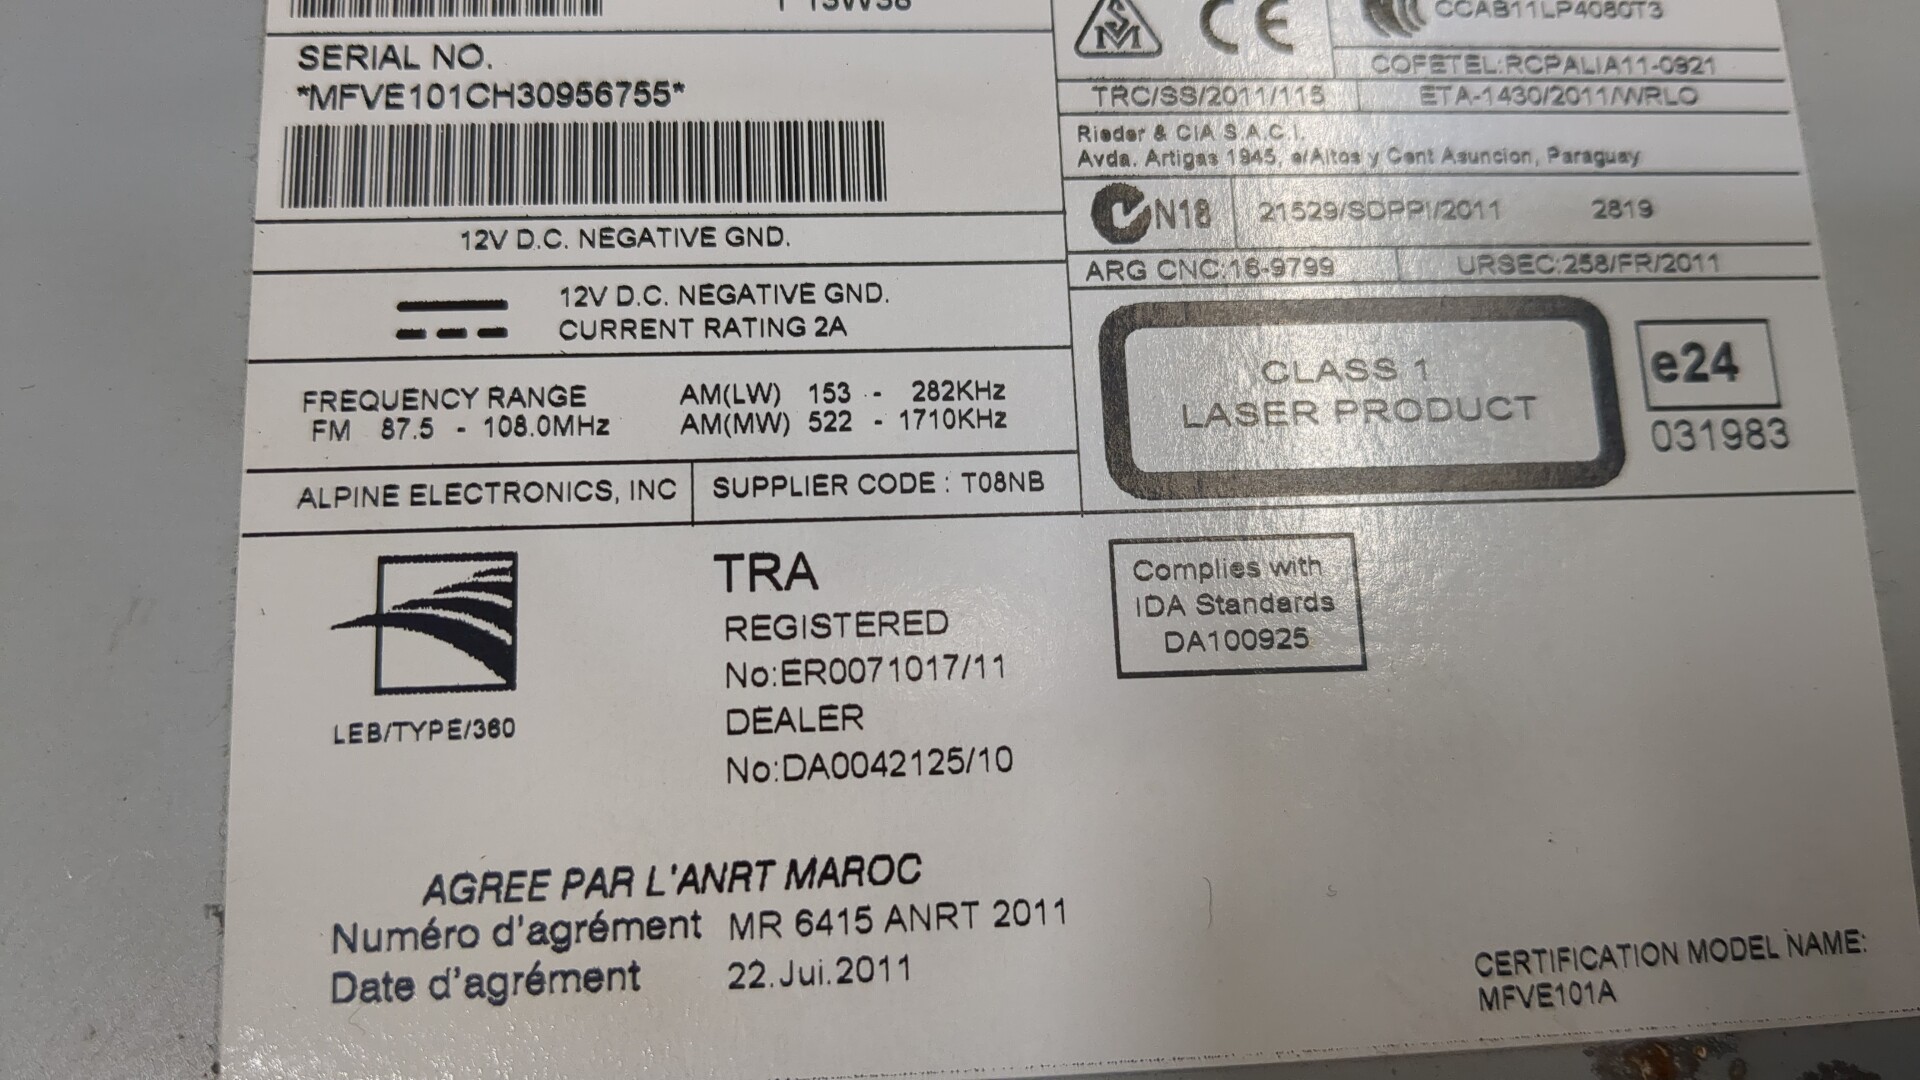 SERIAL NO.
*MFVE101CH30956755*
12V D.C. NEGATIVE GND.
12V D.C. NEGATIVE GND.
CURRENT RATING 2A
FREQUENCY RANGE
FM 87.5 - 108.0MHz
AM(LW) 153 - 282KHz
AM(MW) 522 - 1710KHz
ALPINE ELECTRONICS, INC
SUPPLIER CODE : T08NB
CE
CCAB11LP4080T3
COFETEL:RCPALIA11-0921
TRC/SS/2011/115
ETA-1430/2011/WRLO
Rieder & CIA S.A.C.I.
Avda. Artigas 1945, e/Altos y Cent Asuncion, Paraguay
N18
21529/SDPPI/2011 2819
ARG CNC:16-9799
URSEC:258/FR/2011
CLASS 1
LASER PRODUCT
e24
031983
LEB/TYPE/360
TRA
REGISTERED
No:ER0071017/11
DEALER
No:DA0042125/10
Complies with
IDA Standards
DA100925
AGREE PAR L'ANRT MAROC
Numéro d'agrément MR 6415 ANRT 2011
Date d'agrément 22.Jui.2011
CERTIFICATION MODEL NAME:
MFVE101A